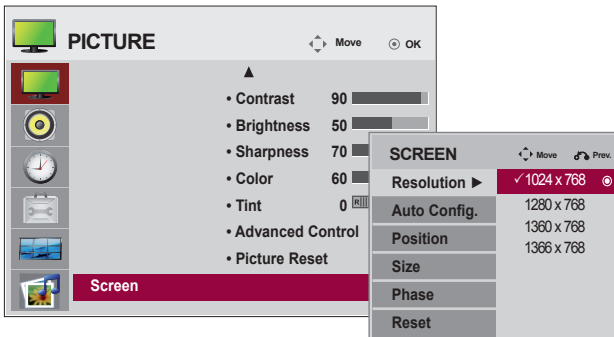 PICTURE
Move
OK
▲
• Contrast 90
• Brightness 50
• Sharpness 70
• Color 60
• Tint 0 R
• Advanced Control
• Picture Reset
Screen
SCREEN
Move
Prev.
Resolution ►
✓1024 x 768
1280 x 768
1360 x 768
1366 x 768
Auto Config.
Position
Size
Phase
Reset